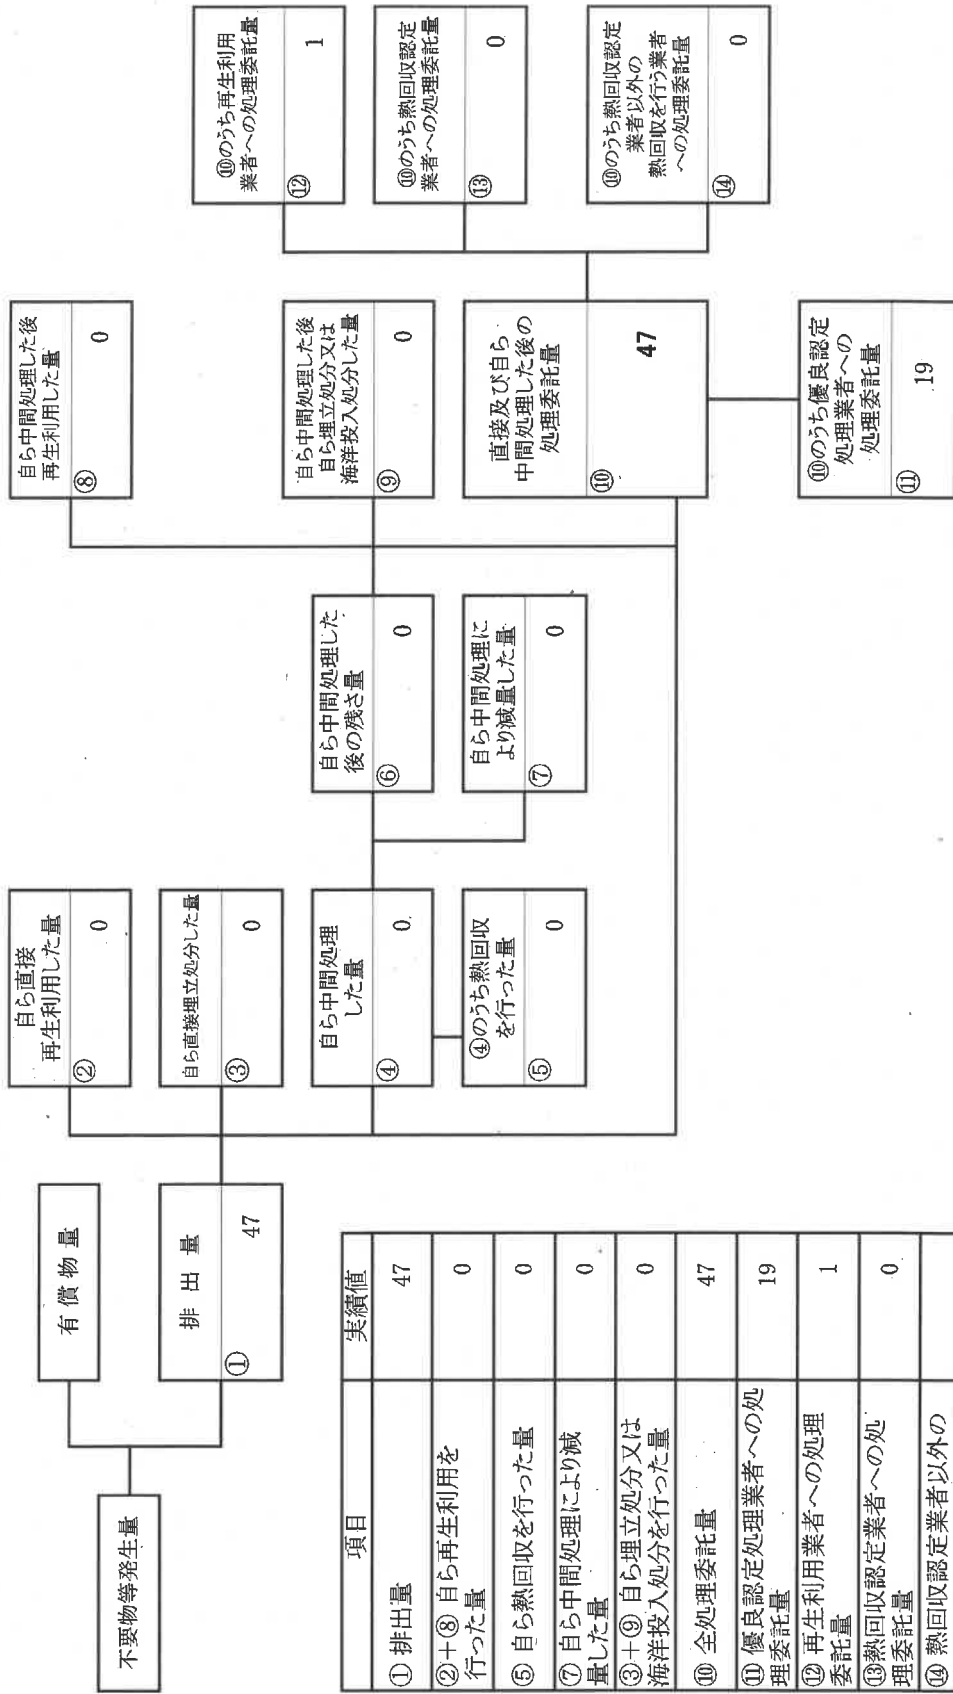 不要物等発生量
有償物量
排出量
①
47
自ら直接
再生利用した量
②
0
自ら直接埋立処分した量
③
0
自ら中間処理
した量
④
0
④のうち熱回収
を行った量
⑤
0
自ら中間処理した
後の残さ量
⑥
0
自ら中間処理に
より減量した量
⑦
0
自ら中間処理した後
再生利用した量
⑧
0
自ら中間処理した後
自ら埋立処分又は
海洋投入処分した量
⑨
0
直接及び自ら
中間処理した後の
処理委託量
⑩
47
⑩のうち優良認定
処理業者への
処理委託量
⑪
19
⑩のうち再生利用
業者への処理委託量
⑫
1
⑩のうち熱回収認定
業者への処理委託量
⑬
0
⑩のうち熱回収認定
業者以外の
熱回収を行う業者
への処理委託量
⑭
0
項目 実績値
①排出量 47
②+⑧ 自ら再生利用を
行った量 0
⑤ 自ら熱回収を行った量 0
⑦ 自ら中間処理により減
量した量 0
③+⑨ 自ら埋立処分又は
海洋投入処分を行った量 0
⑩ 全処理委託量 47
⑪ 優良認定処理業者への処
理委託量 19
⑫ 再生利用業者への処理
委託量 1
⑬熱回収認定業者への処
理委託量 0
⑭ 熱回収認定業者以外の